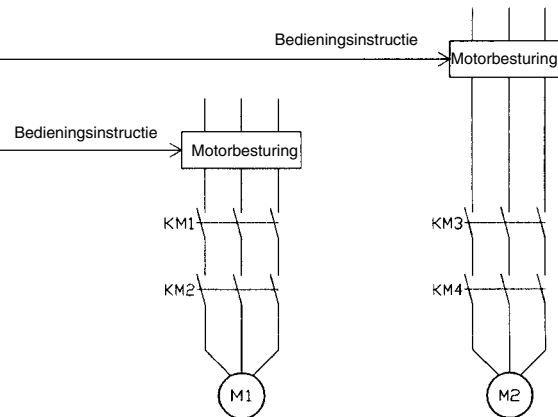 Bedieningsinstructie
Motorbesturing
Bedieningsinstructie
Motorbesturing
KM1
KM3
KM2
KM4
M1
M2